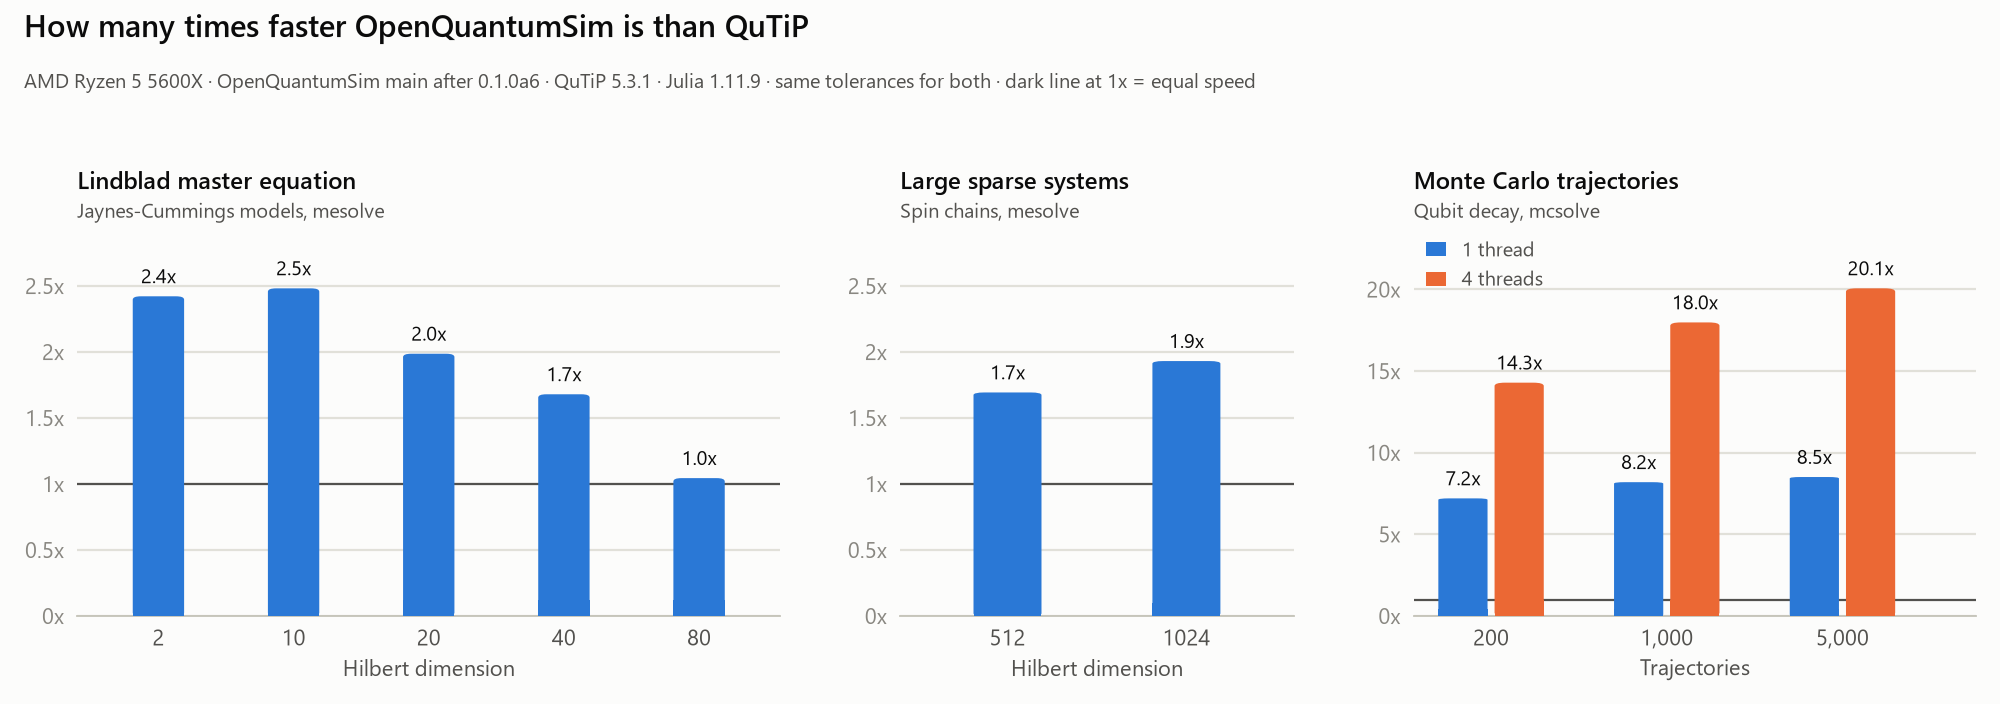 How many times faster OpenQuantumSim is than QuTiP
AMD Ryzen 5 5600X · OpenQuantumSim main after 0.1.0a6 · QuTiP 5.3.1 · Julia 1.11.9 · same tolerances for both · dark line at 1x = equal speed
Lindblad master equation
Jaynes-Cummings models, mesolve
2.5x
2x
1.5x
1x
0.5x
0x
2.4x
2.5x
2.0x
1.7x
1.0x
2 10 20 40 80
Hilbert dimension
Large sparse systems
Spin chains, mesolve
2.5x
2x
1.5x
1x
0.5x
0x
1.7x
1.9x
512 1024
Hilbert dimension
Monte Carlo trajectories
Qubit decay, mcsolve
1 thread
4 threads
20x
15x
10x
5x
0x
7.2x
14.3x
8.2x
18.0x
8.5x
20.1x
200 1,000 5,000
Trajectories